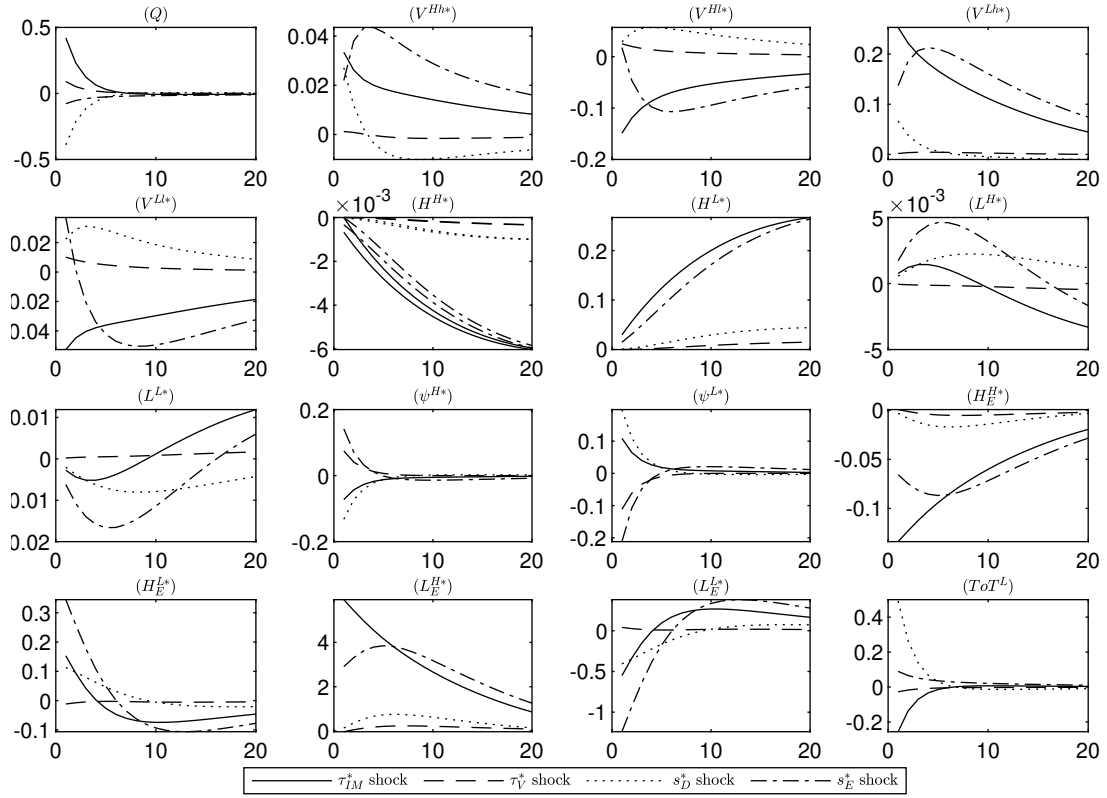 (Q) (V^{Hh*}) (V^{Hl*}) (V^{Lh*})
0.5 0 -0.5 0 10 20
0.04 0.02 0 0 10 20
0 -0.1 -0.2 0 10 20
0.2 0.1 0 0 10 20
(V^{Ll*}) ×10^{-3} (H^{H*}) (H^{L*}) ×10^{-3} (L^{H*})
0.02 0 0.02 0.04 0 10 20
0 -2 -4 -6 0 10 20
0.2 0.1 0 0 10 20
5 0 -5 0 10 20
(L^{L*}) (ψ^{H*}) (ψ^{L*}) (H_E^{H*})
0.01 0 0.01 0.02 0 10 20
0.2 0 -0.2 0 10 20
0.1 0 -0.1 -0.2 0 10 20
0 -0.05 -0.1 0 10 20
(H_E^{L*}) (L_E^{H*}) (L_E^{L*}) (ToT^L)
0.3 0.2 0.1 0 -0.1 0 10 20
4 2 0 0 10 20
0 -0.5 -1 0 10 20
0.4 0.2 0 -0.2 0 10 20
τ_{IM}^* shock τ_V^* shock s_D^* shock s_E^* shock